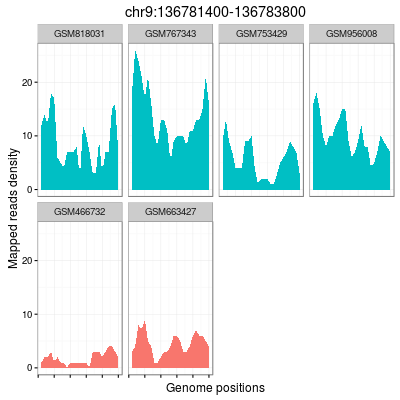 chr9:136781400-136783800
GSM818031 GSM767343 GSM753429 GSM956008
20
10
0
GSM466732 GSM663427
20
10
0
Mapped reads density
Genome positions